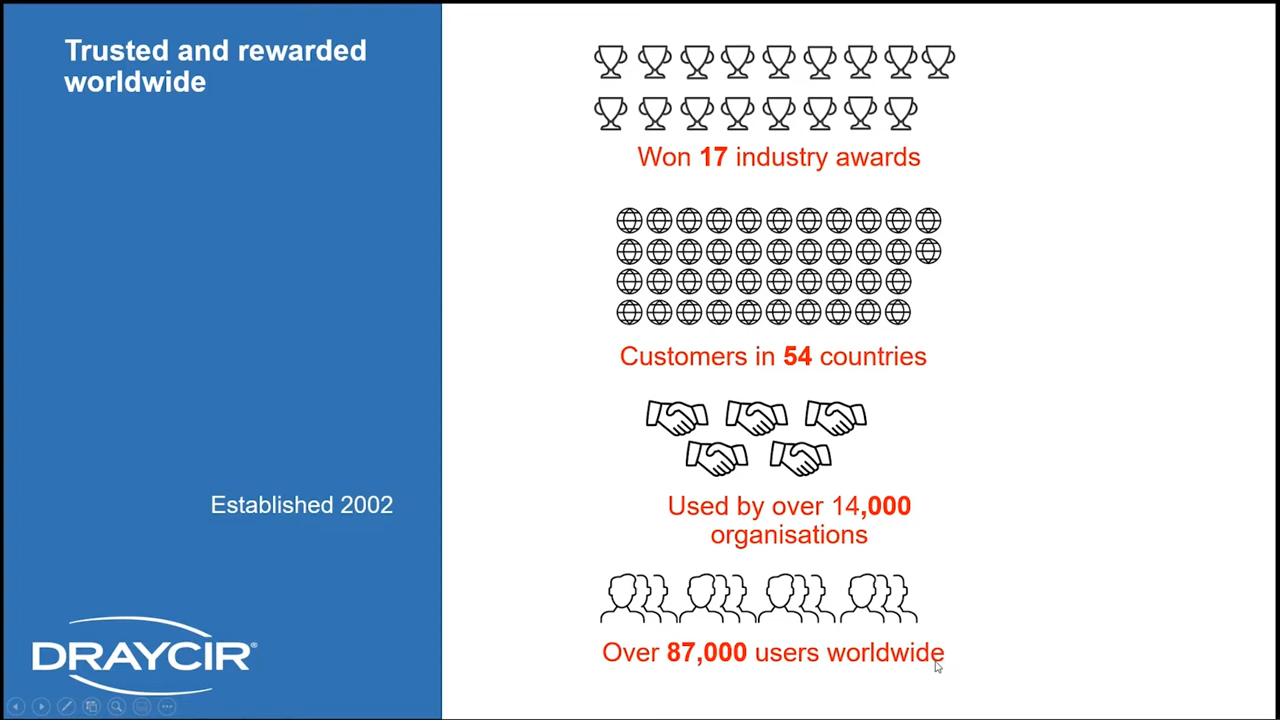 Trusted and rewarded
worldwide
Won 17 industry awards
Customers in 54 countries
Used by over 14,000
organisations
Established 2002
DRAYCIR®
Over 87,000 users worldwide